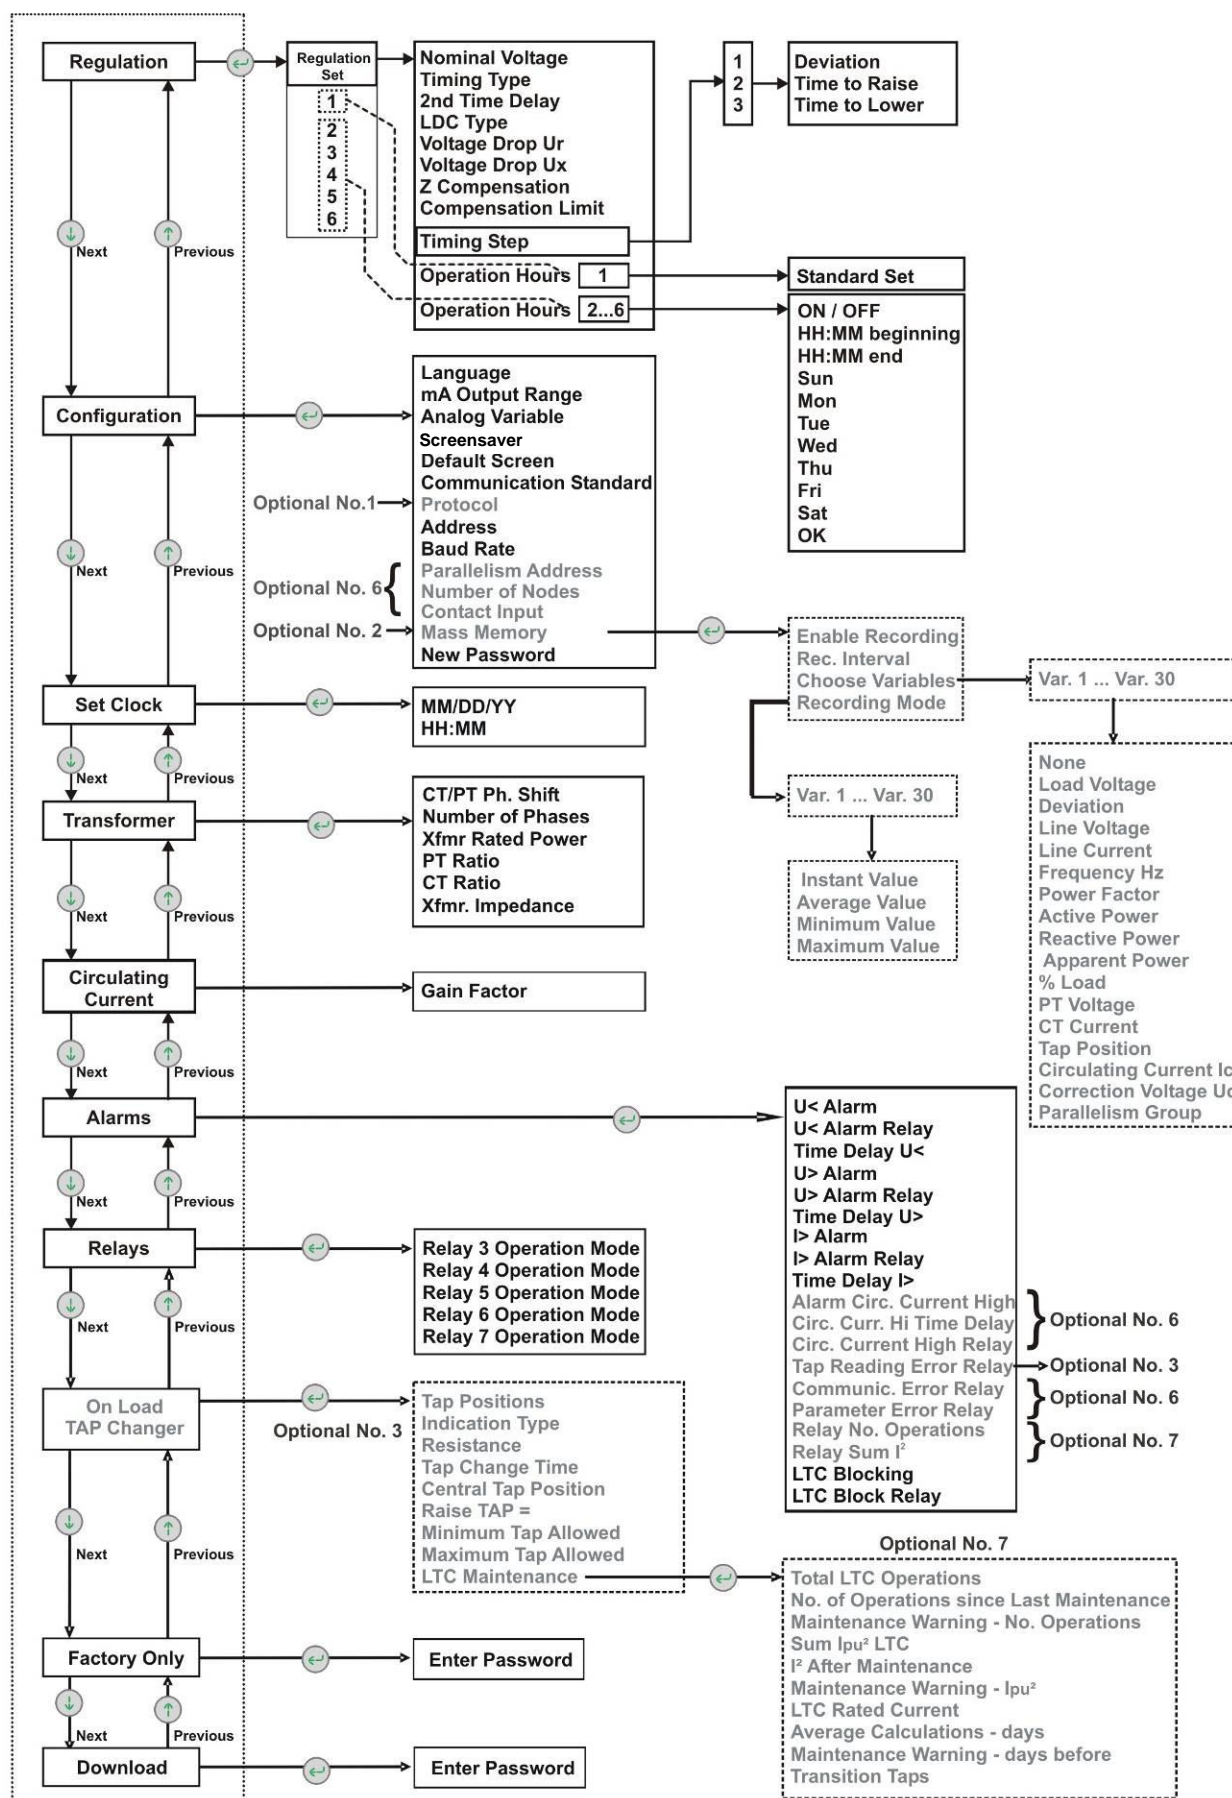 Regulation
Regulation
Set
1
2
3
4
5
6
Nominal Voltage
Timing Type
2nd Time Delay
LDC Type
Voltage Drop Ur
Voltage Drop Ux
Z Compensation
Compensation Limit
Timing Step
Operation Hours 1
Operation Hours 2...6
1
2
3
Deviation
Time to Raise
Time to Lower
Standard Set
ON / OFF
HH:MM beginning
HH:MM end
Sun
Mon
Tue
Wed
Thu
Fri
Sat
OK
Next
Previous
Configuration
Language
mA Output Range
Analog Variable
Screensaver
Default Screen
Communication Standard
Optional No.1
Protocol
Address
Baud Rate
Optional No. 6
Parallelism Address
Number of Nodes
Contact Input
Optional No. 2
Mass Memory
New Password
Enable Recording
Rec. Interval
Choose Variables
Recording Mode
Var. 1 ... Var. 30
None
Load Voltage
Deviation
Line Voltage
Line Current
Frequency Hz
Power Factor
Active Power
Reactive Power
Apparent Power
% Load
PT Voltage
CT Current
Tap Position
Circulating Current Ic
Correction Voltage Uc
Parallelism Group
Var. 1 ... Var. 30
Instant Value
Average Value
Minimum Value
Maximum Value
Next
Previous
Set Clock
MM/DD/YY
HH:MM
Next
Previous
Transformer
CT/PT Ph. Shift
Number of Phases
Xfmr Rated Power
PT Ratio
CT Ratio
Xfmr. Impedance
Next
Previous
Circulating
Current
Gain Factor
Next
Previous
Alarms
U< Alarm
U< Alarm Relay
Time Delay U<
U> Alarm
U> Alarm Relay
Time Delay U>
I> Alarm
I> Alarm Relay
Time Delay I>
Alarm Circ. Current High
Circ. Curr. Hi Time Delay
Circ. Current High Relay
Optional No. 6
Tap Reading Error Relay
Optional No. 3
Communic. Error Relay
Parameter Error Relay
Optional No. 6
Relay No. Operations
Relay Sum I²
Optional No. 7
LTC Blocking
LTC Block Relay
Next
Previous
Relays
Relay 3 Operation Mode
Relay 4 Operation Mode
Relay 5 Operation Mode
Relay 6 Operation Mode
Relay 7 Operation Mode
Next
Previous
On Load
TAP Changer
Optional No. 3
Tap Positions
Indication Type
Resistance
Tap Change Time
Central Tap Position
Raise TAP =
Minimum Tap Allowed
Maximum Tap Allowed
LTC Maintenance
Optional No. 7
Total LTC Operations
No. of Operations since Last Maintenance
Maintenance Warning - No. Operations
Sum Ipu² LTC
I² After Maintenance
Maintenance Warning - Ipu²
LTC Rated Current
Average Calculations - days
Maintenance Warning - days before
Transition Taps
Next
Previous
Factory Only
Enter Password
Next
Previous
Download
Enter Password